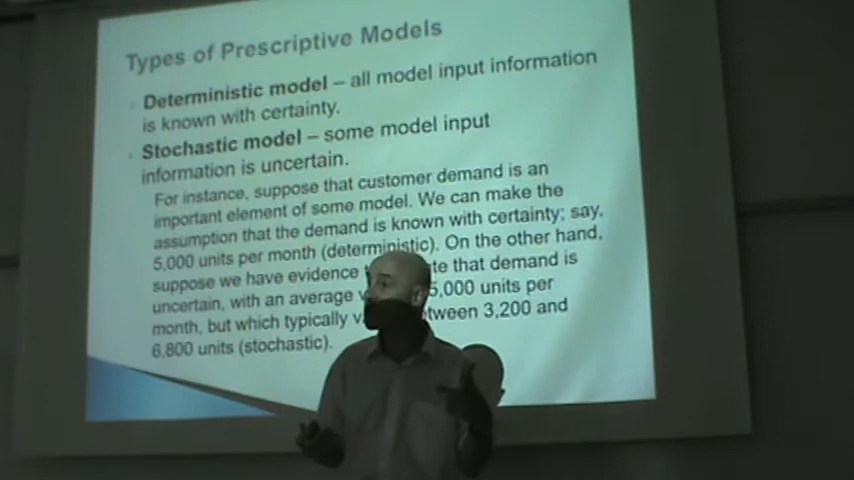 Types of Prescriptive Models
Deterministic model – all model input information
is known with certainty.
Stochastic model – some model input
information is uncertain.
For instance, suppose that customer demand is an
important element of some model. We can make the
assumption that the demand is known with certainty; say,
5,000 units per month (deterministic). On the other hand,
suppose we have evidence te that demand is
uncertain, with an average 5,000 units per
month, but which typically between 3,200 and
6,800 units (stochastic).